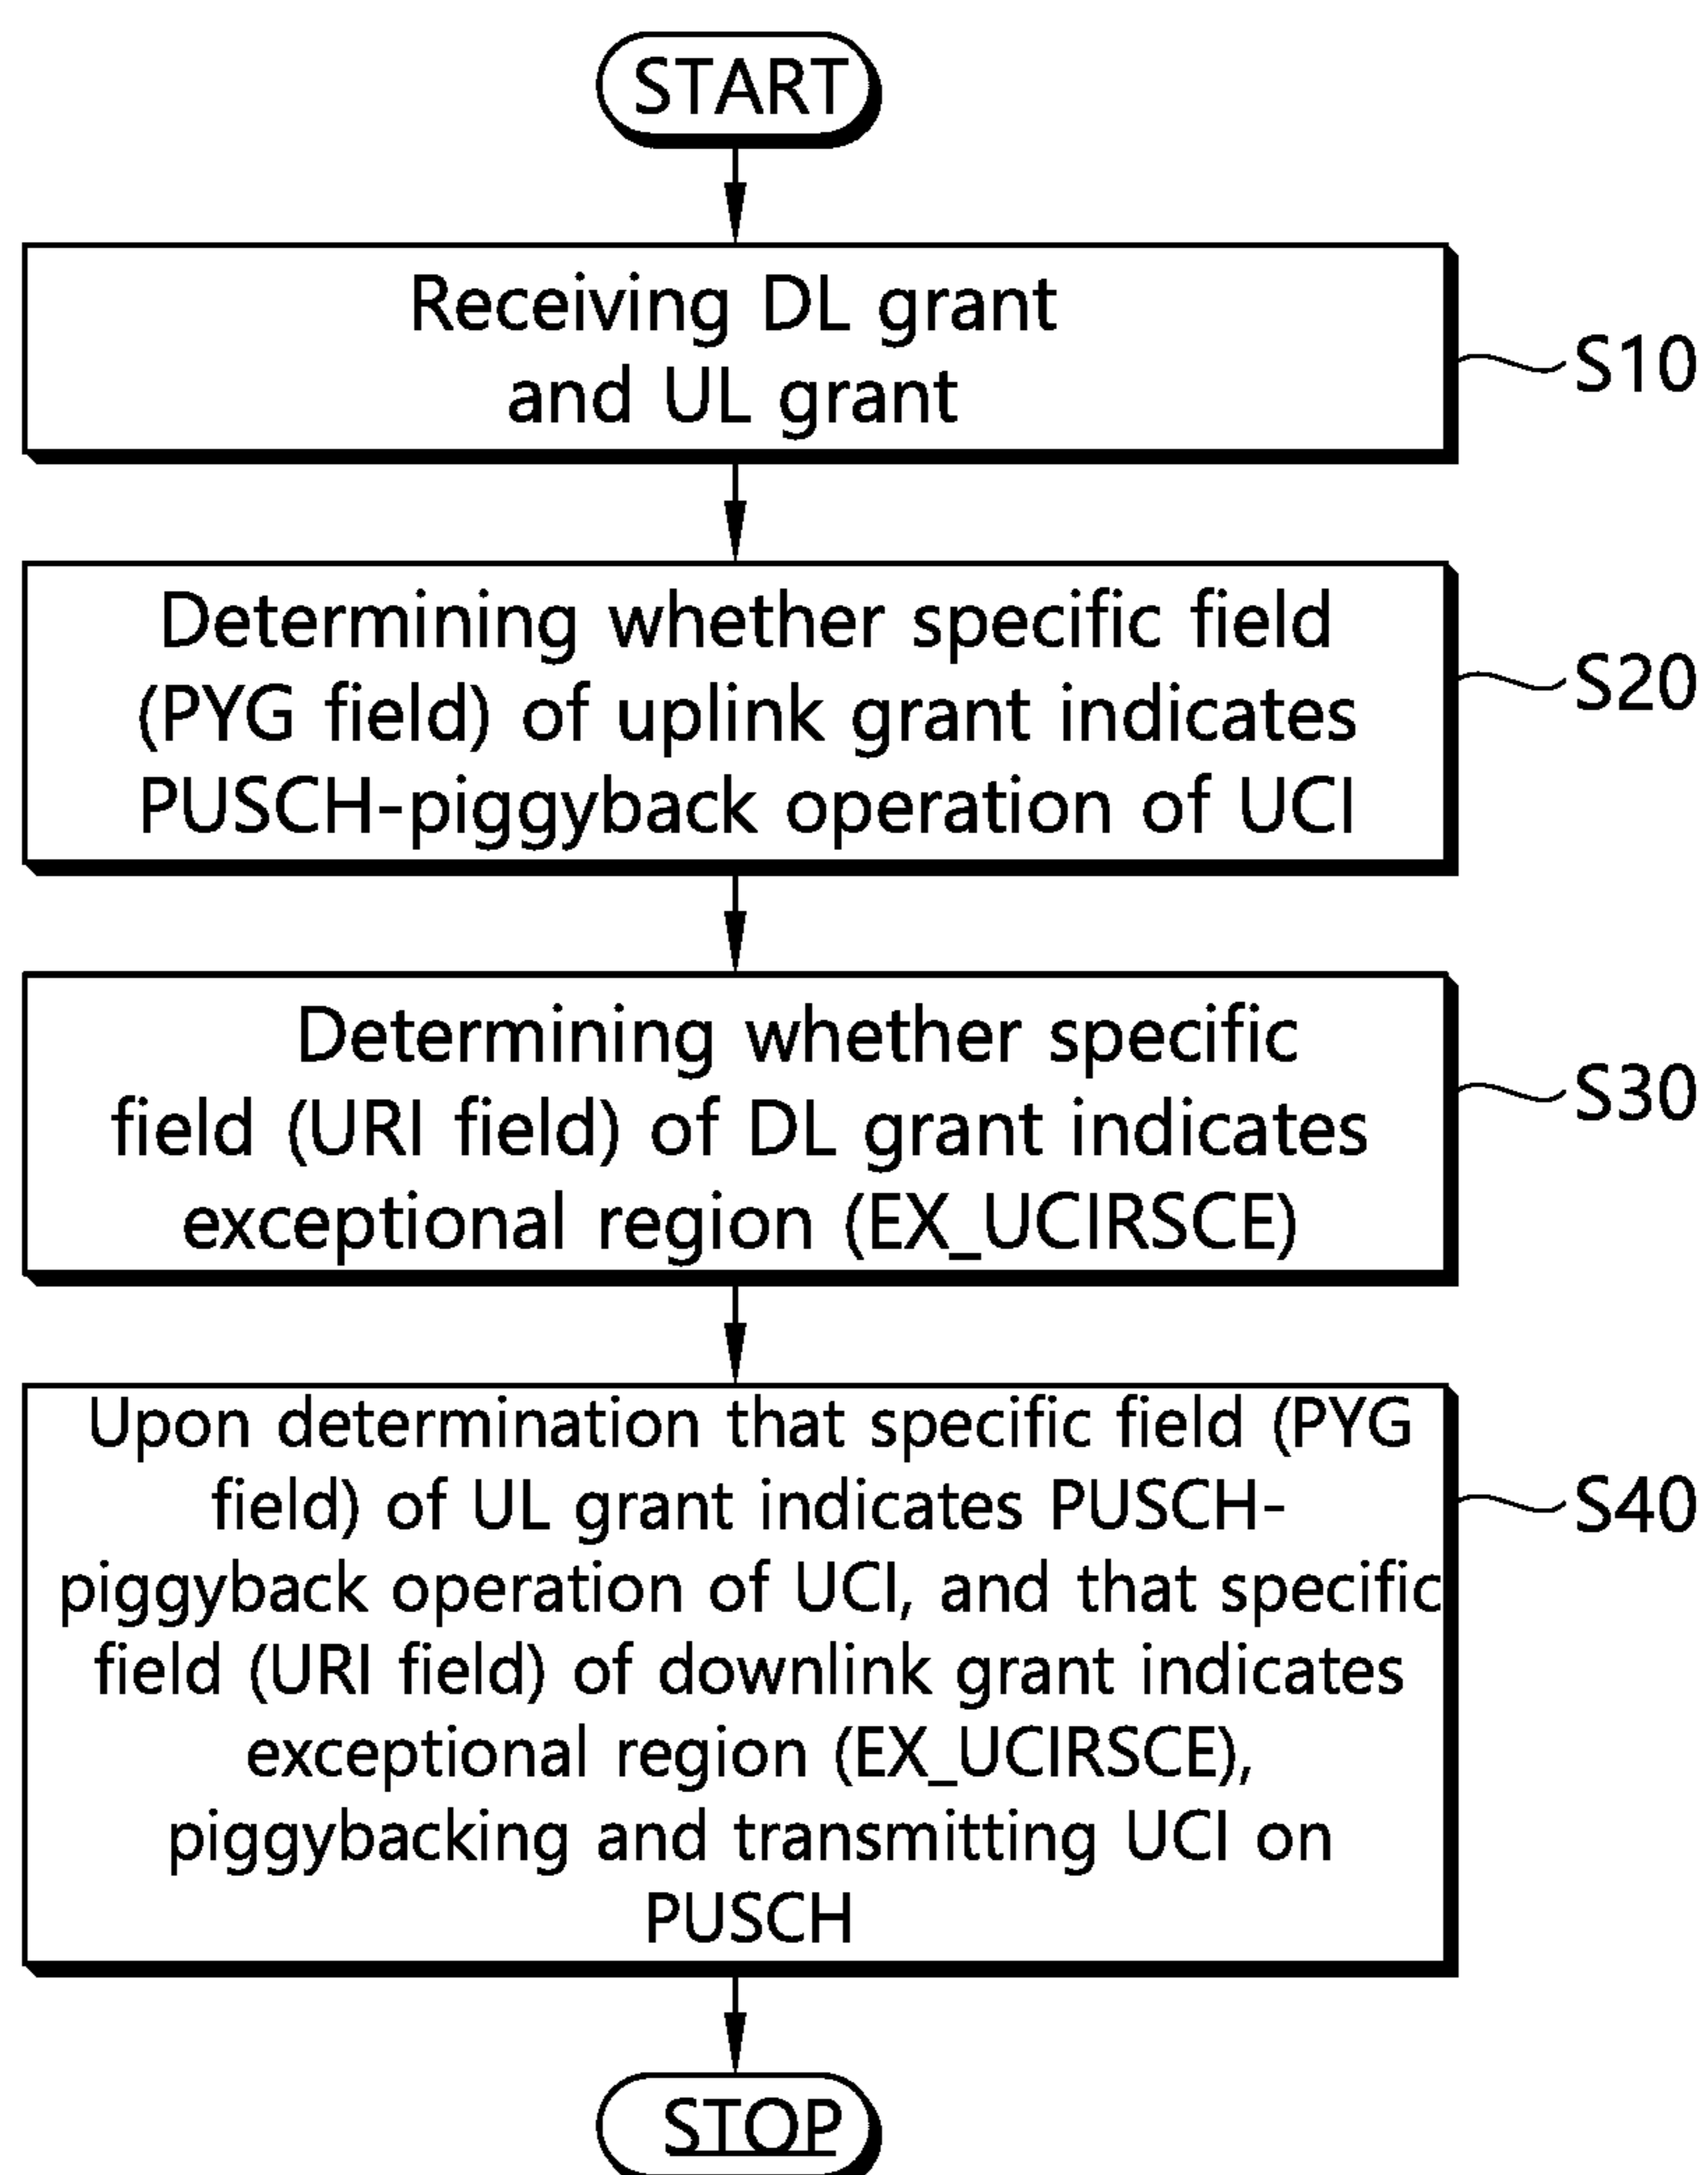 START
Receiving DL grant
and UL grant
S10
Determining whether specific field
(PYG field) of uplink grant indicates
PUSCH-piggyback operation of UCI
S20
Determining whether specific
field (URI field) of DL grant indicates
exceptional region (EX_UCIRSCE)
S30
Upon determination that specific field (PYG
field) of UL grant indicates PUSCH-
piggyback operation of UCI, and that specific
field (URI field) of downlink grant indicates
exceptional region (EX_UCIRSCE),
piggybacking and transmitting UCI on
PUSCH
S40
STOP